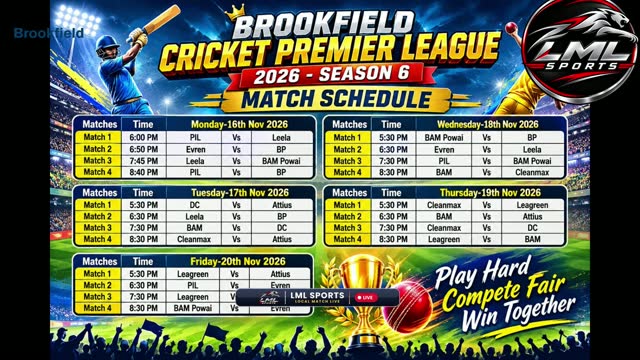 Brookfield
BROOKFIELD
CRICKET PREMIER LEAGUE
2026 - SEASON 6
MATCH SCHEDULE
LML
SPORTS
Matches Time Monday-16th Nov 2026
Match 1 6:00 PM PIL Vs Leela
Match 2 6:50 PM Evren Vs BP
Match 3 7:45 PM Leela Vs BAM Powai
Match 4 8:40 PM PIL Vs BP
Matches Time Wednesday-18th Nov 2026
Match 1 5:30 PM BAM Powai Vs BP
Match 2 6:30 PM Evren Vs Leela
Match 3 7:30 PM PIL Vs BAM Powai
Match 4 8:30 PM BAM Vs Cleanmax
Matches Time Tuesday-17th Nov 2026
Match 1 5:30 PM DC Vs Attius
Match 2 6:30 PM Leela Vs BP
Match 3 7:30 PM BAM Vs DC
Match 4 8:30 PM Cleanmax Vs Attius
Matches Time Thursday-19th Nov 2026
Match 1 5:30 PM Cleanmax Vs Leagreen
Match 2 6:30 PM BAM Vs Attius
Match 3 7:30 PM Cleanmax Vs DC
Match 4 8:30 PM Leagreen Vs BAM
Matches Time Friday-20th Nov 2026
Match 1 5:30 PM Leagreen Vs Attius
Match 2 6:30 PM PIL Vs Evren
Match 3 7:30 PM Leagreen Vs
Match 4 8:30 PM BAM Powai Vs Evren
LML
LML SPORTS
LOCAL MATCH LIVE
LIVE
Play Hard
Compete Fair
Win Together